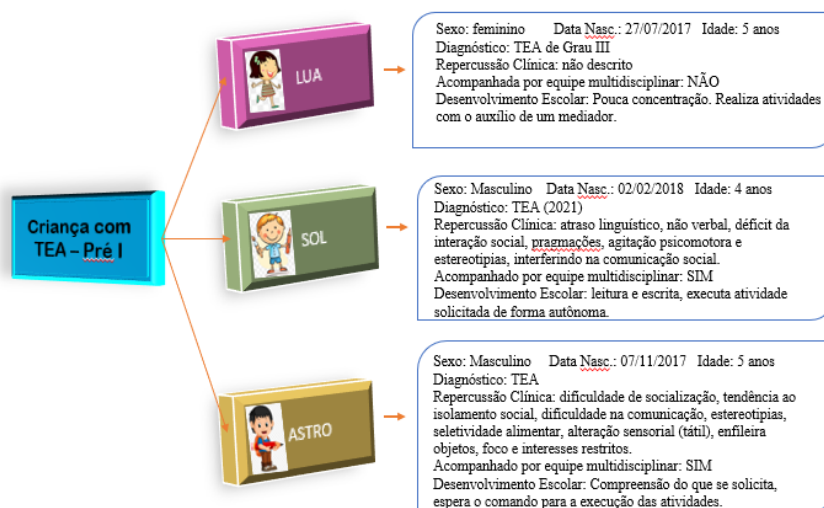 Criança com
TEA – Pré I
LUA
Sexo: feminino Data Nasc.: 27/07/2017 Idade: 5 anos
Diagnóstico: TEA de Grau III
Repercussão Clínica: não descrito
Acompanhada por equipe multidisciplinar: NÃO
Desenvolvimento Escolar: Pouca concentração. Realiza atividades
com o auxílio de um mediador.
SOL
Sexo: Masculino Data Nasc.: 02/02/2018 Idade: 4 anos
Diagnóstico: TEA (2021)
Repercussão Clínica: atraso linguístico, não verbal, déficit da
interação social, pragmações, agitação psicomotora e
estereotipias, interferindo na comunicação social.
Acompanhado por equipe multidisciplinar: SIM
Desenvolvimento Escolar: leitura e escrita, executa atividade
solicitada de forma autônoma.
ASTRO
Sexo: Masculino Data Nasc.: 07/11/2017 Idade: 5 anos
Diagnóstico: TEA
Repercussão Clínica: dificuldade de socialização, tendência ao
isolamento social, dificuldade na comunicação, estereotipias,
seletividade alimentar, alteração sensorial (tátil), enfileira
objetos, foco e interesses restritos.
Acompanhado por equipe multidisciplinar: SIM
Desenvolvimento Escolar: Compreensão do que se solicita,
espera o comando para a execução das atividades.